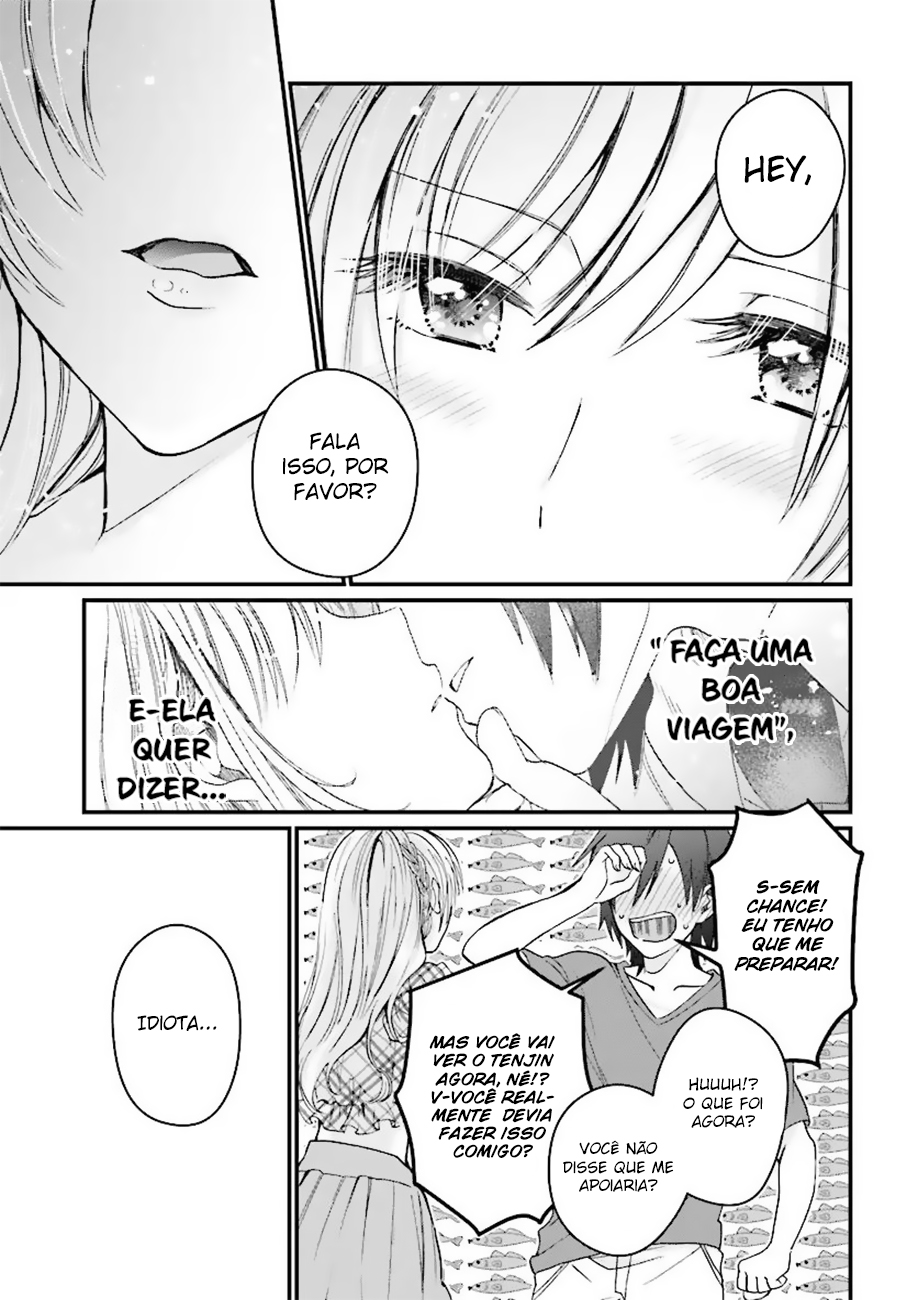 HEY,
FALA
ISSO, POR
FAVOR?
" FAÇA UMA
BOA
VIAGEM",
E-ELA
QUER
DIZER...
S-SEM
CHANCE!
EU TENHO
QUE ME
PREPARAR!
MAS VOCÊ VAI
VER O TENJIN
AGORA, NÉ!?
V-VOCÊ REAL-
MENTE DEVIA
FAZER ISSO
COMIGO?
HUUUH!?
O QUE FOI
AGORA?
VOCÊ NÃO
DISSE QUE ME
APOIARIA?
IDIOTA...